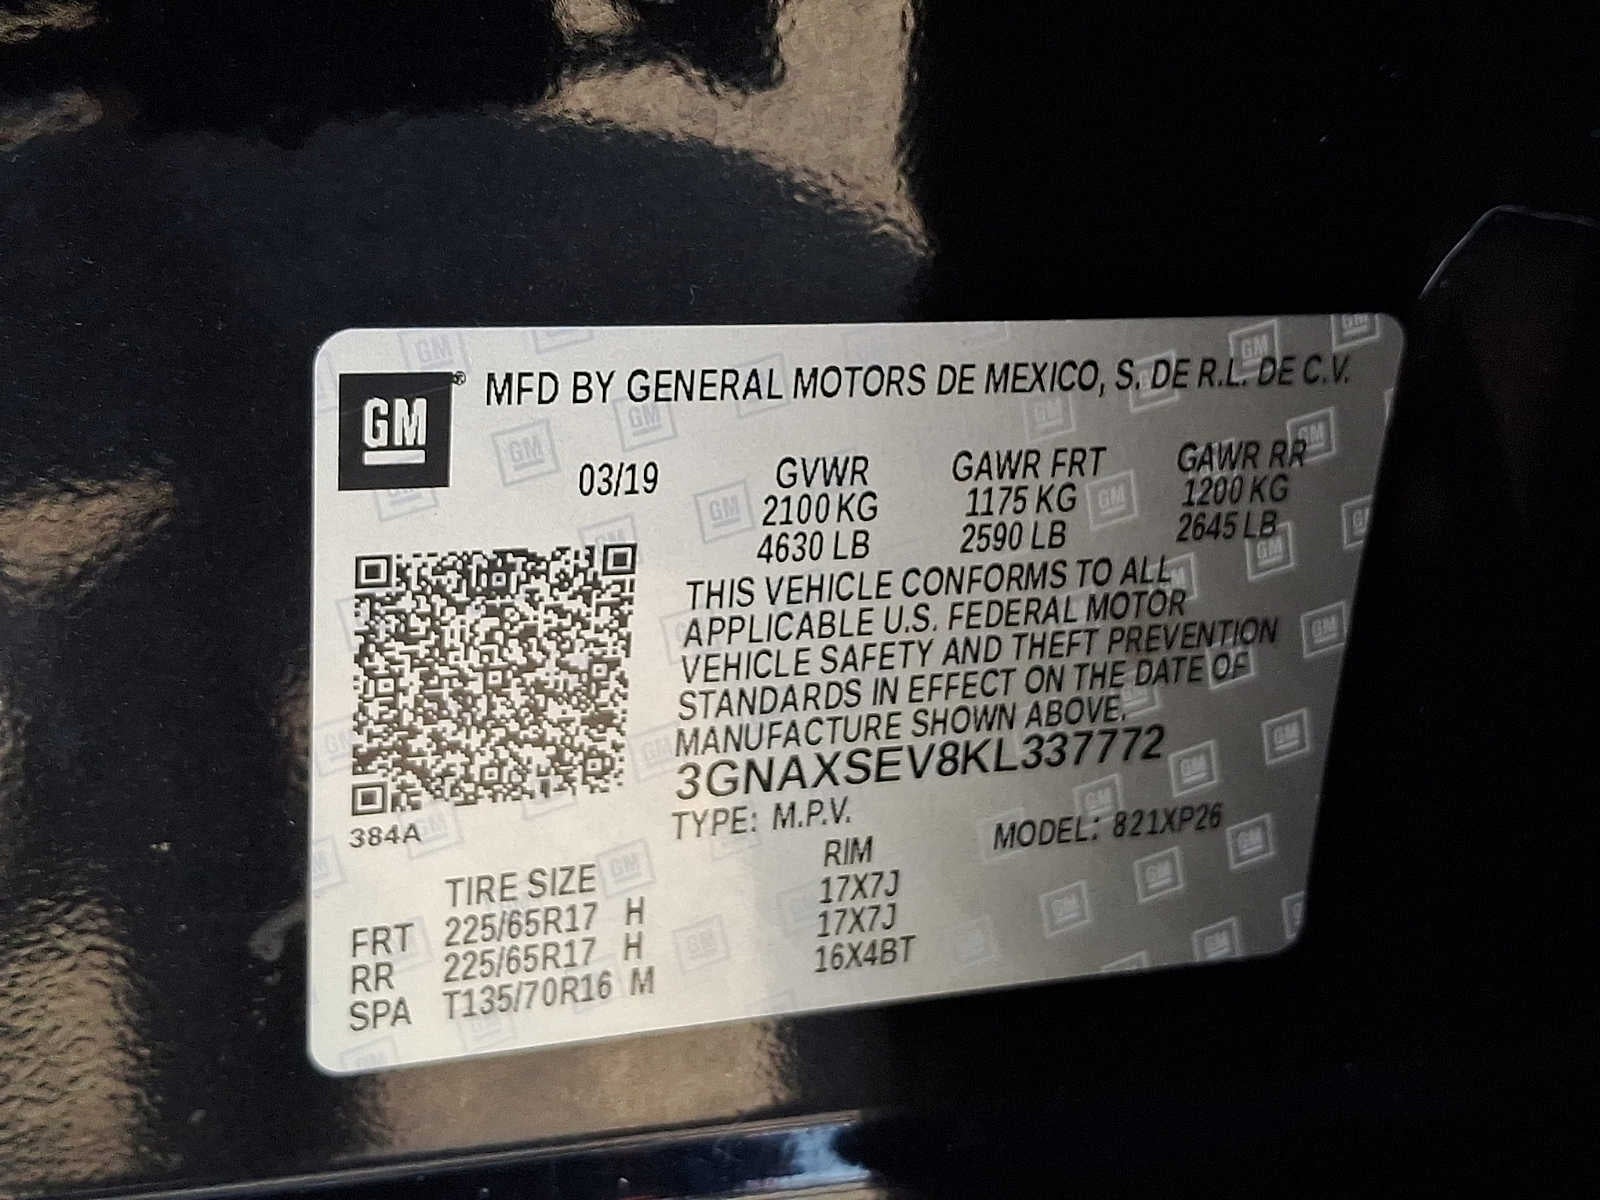 GM® MFD BY GENERAL MOTORS DE MEXICO, S. DE R.L. DE C.V.
03/19 GVWR GAWR FRT GAWR RR
2100 KG 1175 KG 1200 KG
4630 LB 2590 LB 2645 LB
THIS VEHICLE CONFORMS TO ALL
APPLICABLE U.S. FEDERAL MOTOR
VEHICLE SAFETY AND THEFT PREVENTION
STANDARDS IN EFFECT ON THE DATE OF
MANUFACTURE SHOWN ABOVE.
3GNAXSEV8KL337772
384A TYPE: M.P.V. MODEL: 821XP26
TIRE SIZE RIM
FRT 225/65R17 H 17X7J
RR 225/65R17 H 17X7J
SPA T135/70R16 M 16X4BT